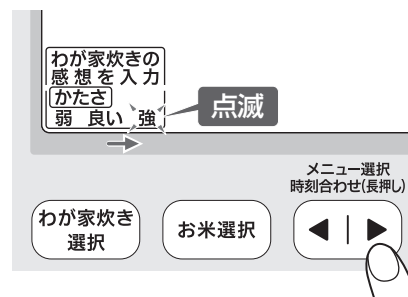 わが家炊きの
感想を入力
かたさ
弱 良い 強
点滅
メニュー選択
時刻合わせ(長押し)
わが家炊き
選択
お米選択